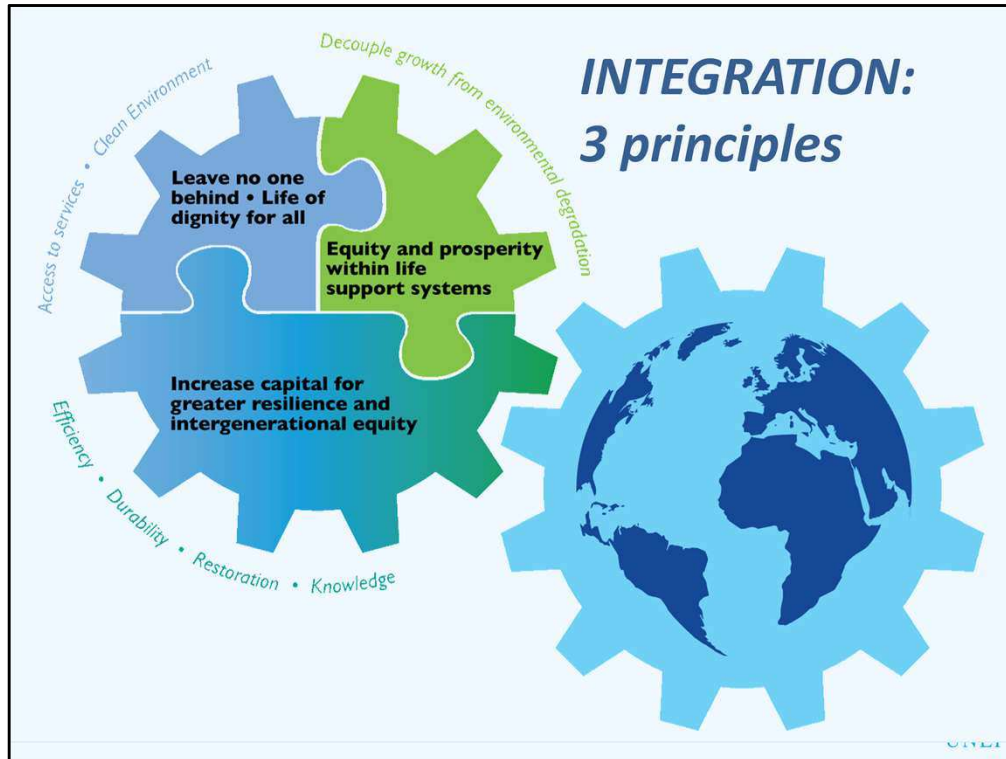 INTEGRATION:
3 principles
Access to services • Clean Environment
Decouple growth from environmental degradation
Leave no one
behind • Life of
dignity for all
Equity and prosperity
within life
support systems
Increase capital for
greater resilience and
intergenerational equity
Efficiency • Durability • Restoration • Knowledge